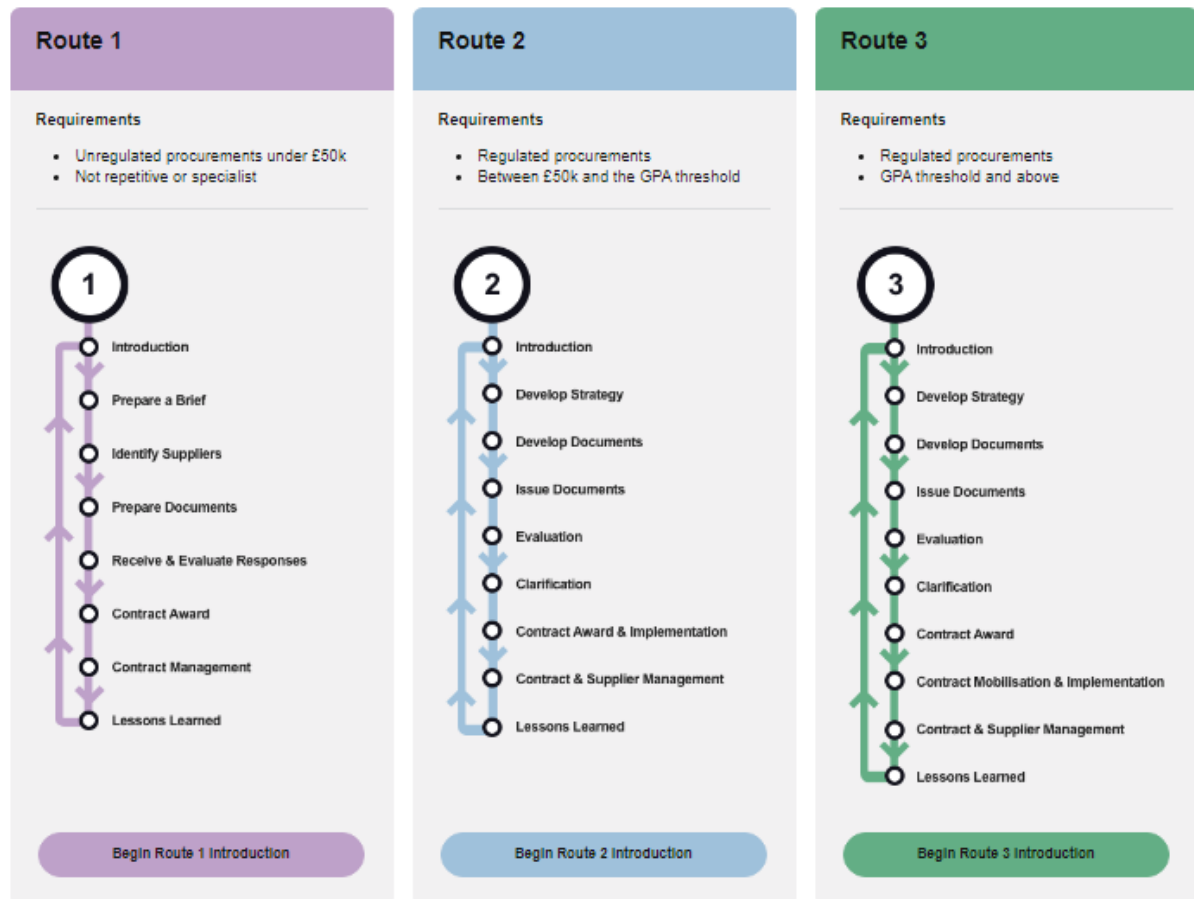 Route 1
Requirements
• Unregulated procurements under £50k
• Not repetitive or specialist
1
Introduction
Prepare a Brief
Identify Suppliers
Prepare Documents
Receive & Evaluate Responses
Contract Award
Contract Management
Lessons Learned
Begin Route 1 Introduction
Route 2
Requirements
• Regulated procurements
• Between £50k and the GPA threshold
2
Introduction
Develop Strategy
Develop Documents
Issue Documents
Evaluation
Clarification
Contract Award & Implementation
Contract & Supplier Management
Lessons Learned
Begin Route 2 Introduction
Route 3
Requirements
• Regulated procurements
• GPA threshold and above
3
Introduction
Develop Strategy
Develop Documents
Issue Documents
Evaluation
Clarification
Contract Award
Contract Mobilisation & Implementation
Contract & Supplier Management
Lessons Learned
Begin Route 3 Introduction